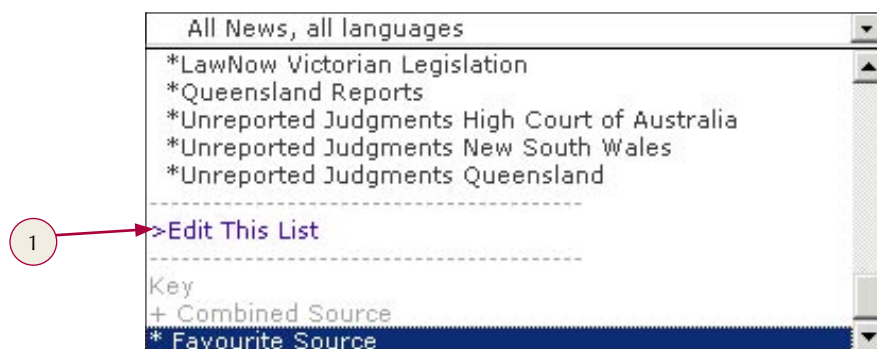 All News, all languages
*LawNow Victorian Legislation
*Queensland Reports
*Unreported Judgments High Court of Australia
*Unreported Judgments New South Wales
*Unreported Judgments Queensland
----------------------------------------
1
>Edit This List
----------------------------------------
Key
+ Combined Source
* Favourite Source